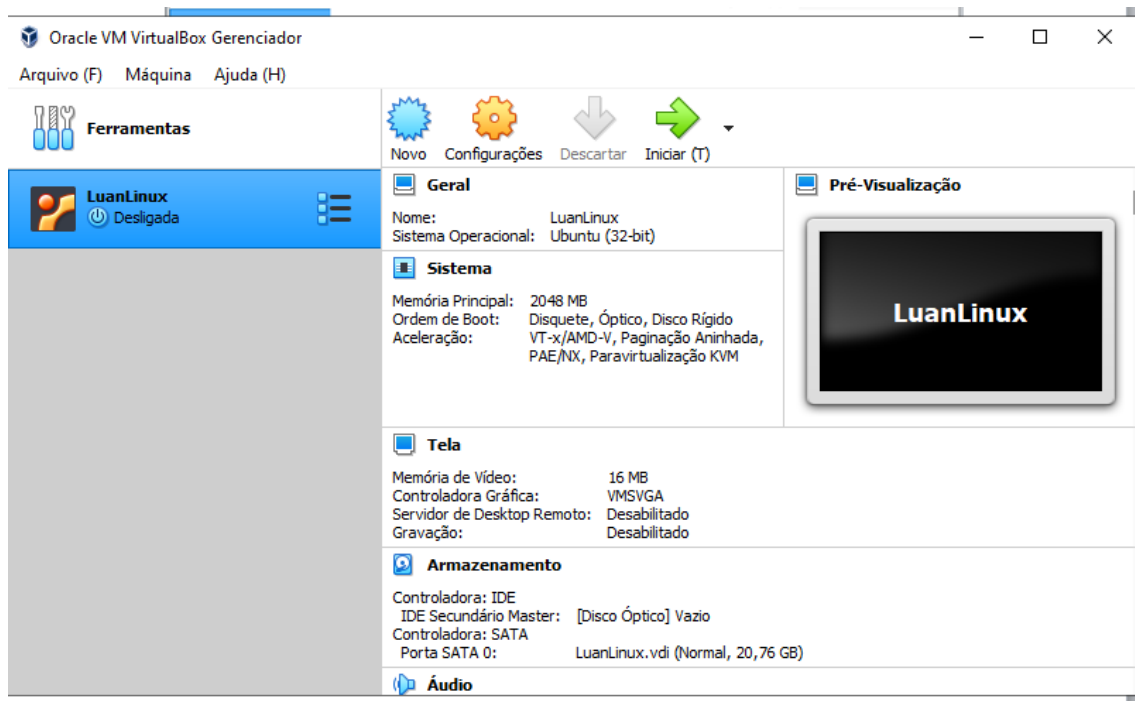 Oracle VM VirtualBox Gerenciador
Arquivo (F) Máquina Ajuda (H)
Ferramentas
Novo Configurações Descartar Iniciar (T)
LuanLinux
Desligada
Geral
Nome: LuanLinux
Sistema Operacional: Ubuntu (32-bit)
Pré-Visualização
LuanLinux
Sistema
Memória Principal: 2048 MB
Ordem de Boot: Disquete, Óptico, Disco Rígido
Aceleração: VT-x/AMD-V, Paginação Aninhada,
PAE/NX, Paravirtualização KVM
Tela
Memória de Vídeo: 16 MB
Controladora Gráfica: VMSVGA
Servidor de Desktop Remoto: Desabilitado
Gravação: Desabilitado
Armazenamento
Controladora: IDE
IDE Secundário Master: [Disco Óptico] Vazio
Controladora: SATA
Porta SATA 0: LuanLinux.vdi (Normal, 20,76 GB)
Áudio